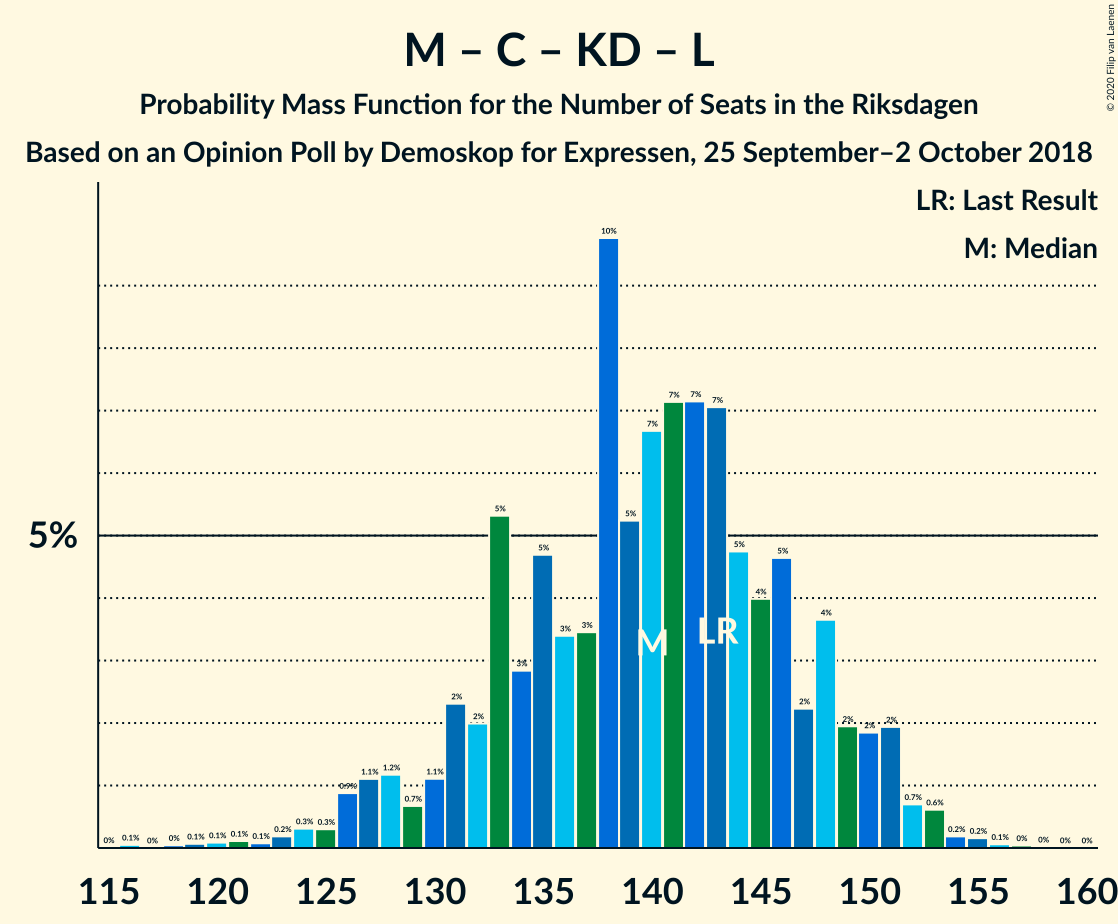 © 2020 Filip van Laenen
M – C – KD – L
Probability Mass Function for the Number of Seats in the Riksdagen
Based on an Opinion Poll by Demoskop for Expressen, 25 September–2 October 2018
LR: Last Result
M: Median
5%
0% 0.1% 0% 0% 0.1% 0.1% 0.1% 0.1% 0.2% 0.3% 0.3% 0.9% 1.1% 1.2% 0.7% 1.1% 2% 2% 5% 3% 5% 3% 3% 10% 5% 7% 7% 7% 7% 5% 4% 5% 2% 4% 2% 2% 2% 0.7% 0.6% 0.2% 0.2% 0.1% 0% 0% 0% 0%
M LR
115 120 125 130 135 140 145 150 155 160